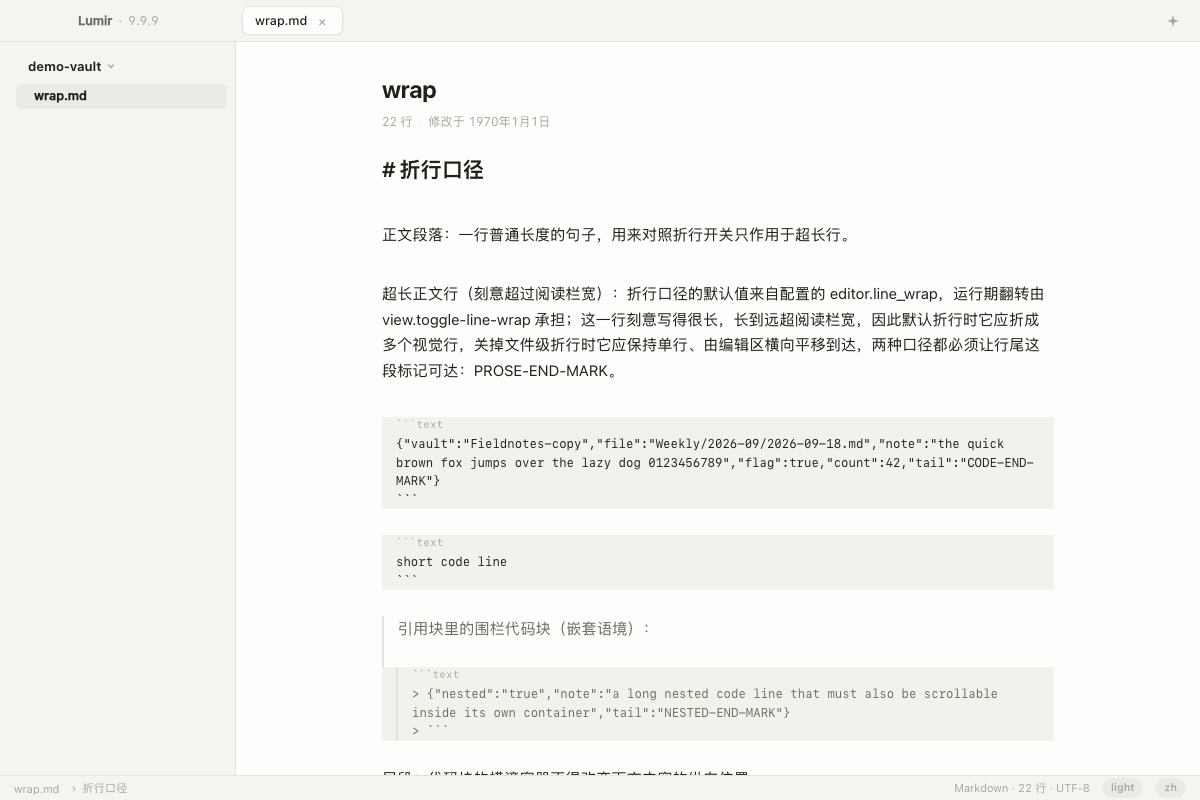 Lumir · 9.9.9
wrap.md ×
demo-vault
wrap.md
wrap
22 行 · 修改于 1970年1月1日
# 折行口径
正文段落：一行普通长度的句子，用来对照折行开关只作用于超长行。
超长正文行（刻意超过阅读栏宽）：折行口径的默认值来自配置的 editor.line_wrap，运行期翻转由
view.toggle-line-wrap 承担；这一行刻意写得很长，长到远超阅读栏宽，因此默认折行时它应折成
多个视觉行，关掉文件级折行时它应保持单行、由编辑区横向平移到达，两种口径都必须让行尾这
段标记可达：PROSE-END-MARK。
```text
{"vault":"Fieldnotes-copy","file":"Weekly/2026-09/2026-09-18.md","note":"the quick
brown fox jumps over the lazy dog 0123456789","flag":true,"count":42,"tail":"CODE-END-
MARK"}
```
```text
short code line
```
引用块里的围栏代码块（嵌套语境）：
```text
> {"nested":"true","note":"a long nested code line that must also be scrollable
inside its own container","tail":"NESTED-END-MARK"}
> ```
wrap.md › 折行口径
Markdown · 22 行 · UTF-8 light zh